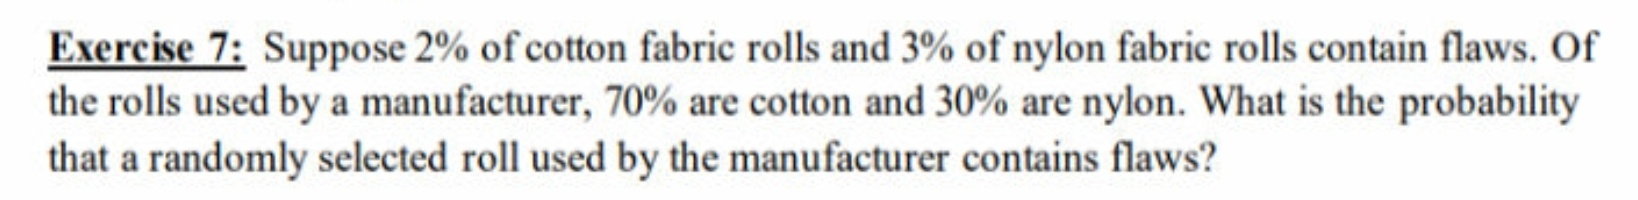 Exercise 7: Suppose 2% of cotton fabric rolls and 3% of nylon fabric rolls contain flaws. Of
the rolls used by a manufacturer, 70% are cotton and 30% are nylon. What is the probability
that a randomly selected roll used by the manufacturer contains flaws?